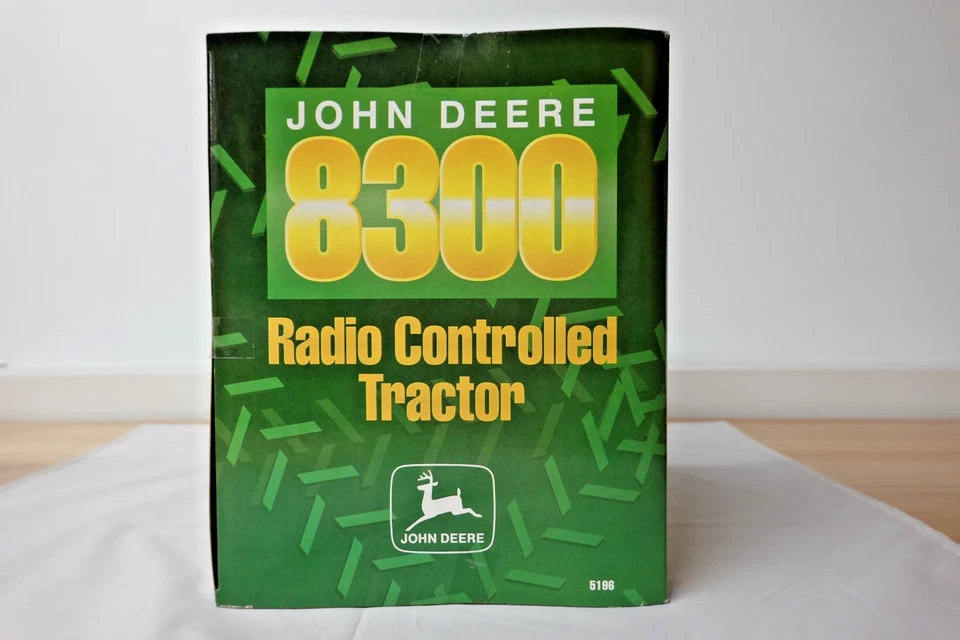 JOHN DEERE
8300
Radio Controlled
Tractor
JOHN DEERE
5196